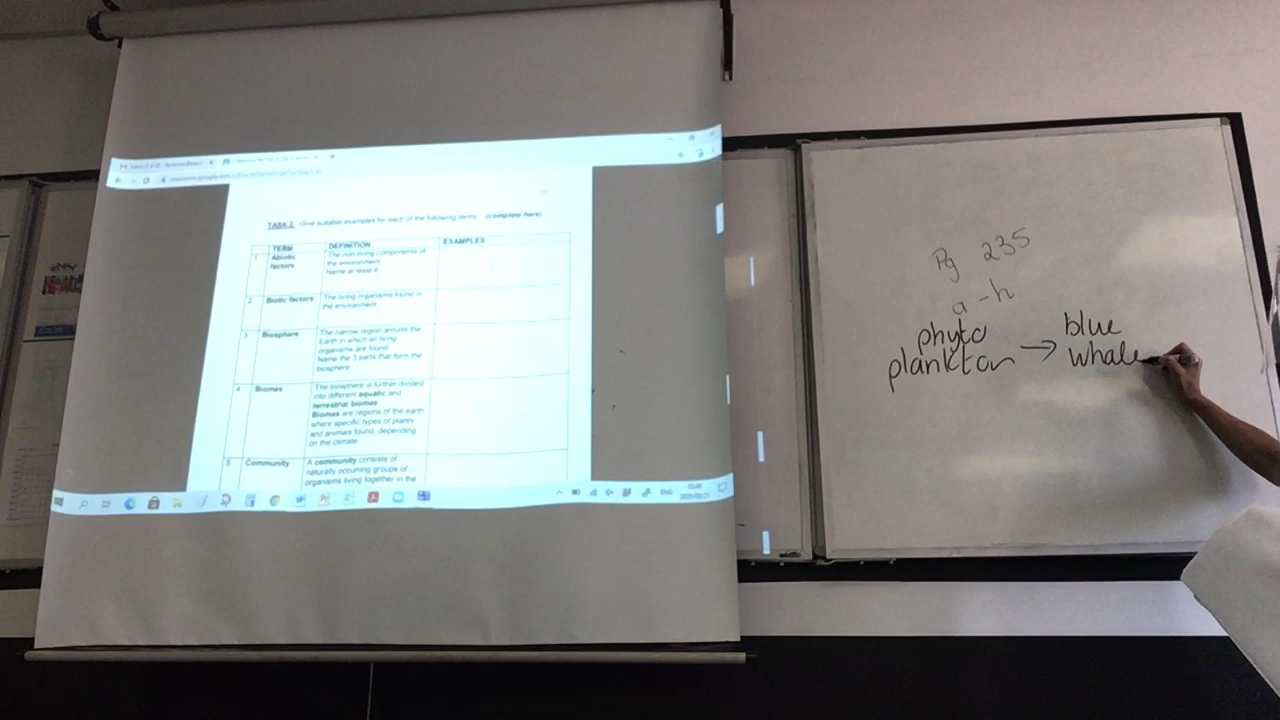 TASK 2. Give suitable examples for each of the following terms. (complete here)
TERM
DEFINITION
EXAMPLES
1
Abiotic
factors
The non-living components of
the environment
Name at least 6
2
Biotic factors
The living organisms found in
the environment
3
Biosphere
The narrow region around the
Earth in which all living
organisms are found
Name the 3 parts that form the
biosphere
4
Biomes
The biosphere is further divided
into different aquatic and
terrestrial biomes
Biomes are regions of the earth
where specific types of plants
and animals found, depending
on the climate
5
Community
A community consists of
naturally occurring groups of
organisms living together in the
ENG
10:48
Pg 235
a-h
phyto
plankton → blue
whale